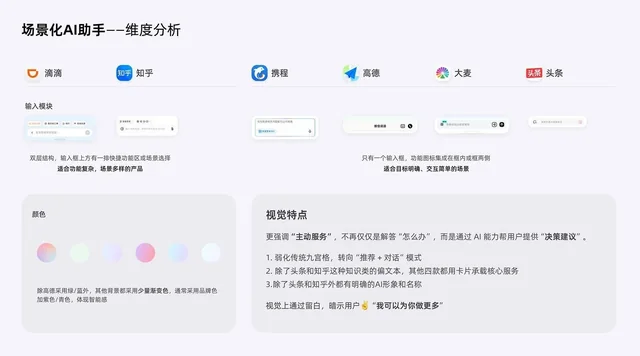 场景化AI助手——维度分析
滴滴
知乎
知乎
携程
高德
大麦
头条
头条
输入模块
双层结构，输入框上方有一排快捷功能区或场景选择
适合功能复杂，场景多样的产品
只有一个输入框，功能图标集成在框内或框两侧
适合目标明确、交互简单的场景
颜色
除高德采用绿/蓝外，其他背景都采用少量渐变色，通常采用品牌色
加紫色/青色，体现智能感
视觉特点
更强调“主动服务”，不再仅仅是解答“怎么办”，而是通过 AI 能力帮用户提供“决策建议”。
1. 弱化传统九宫格，转向“推荐 + 对话”模式
2. 除了头条和知乎这种知识类的偏文本，其他四款都用卡片承载核心服务
3.除了头条和知乎外都有明确的AI形象和名称
视觉上通过留白，暗示用户✌️“我可以为你做更多”